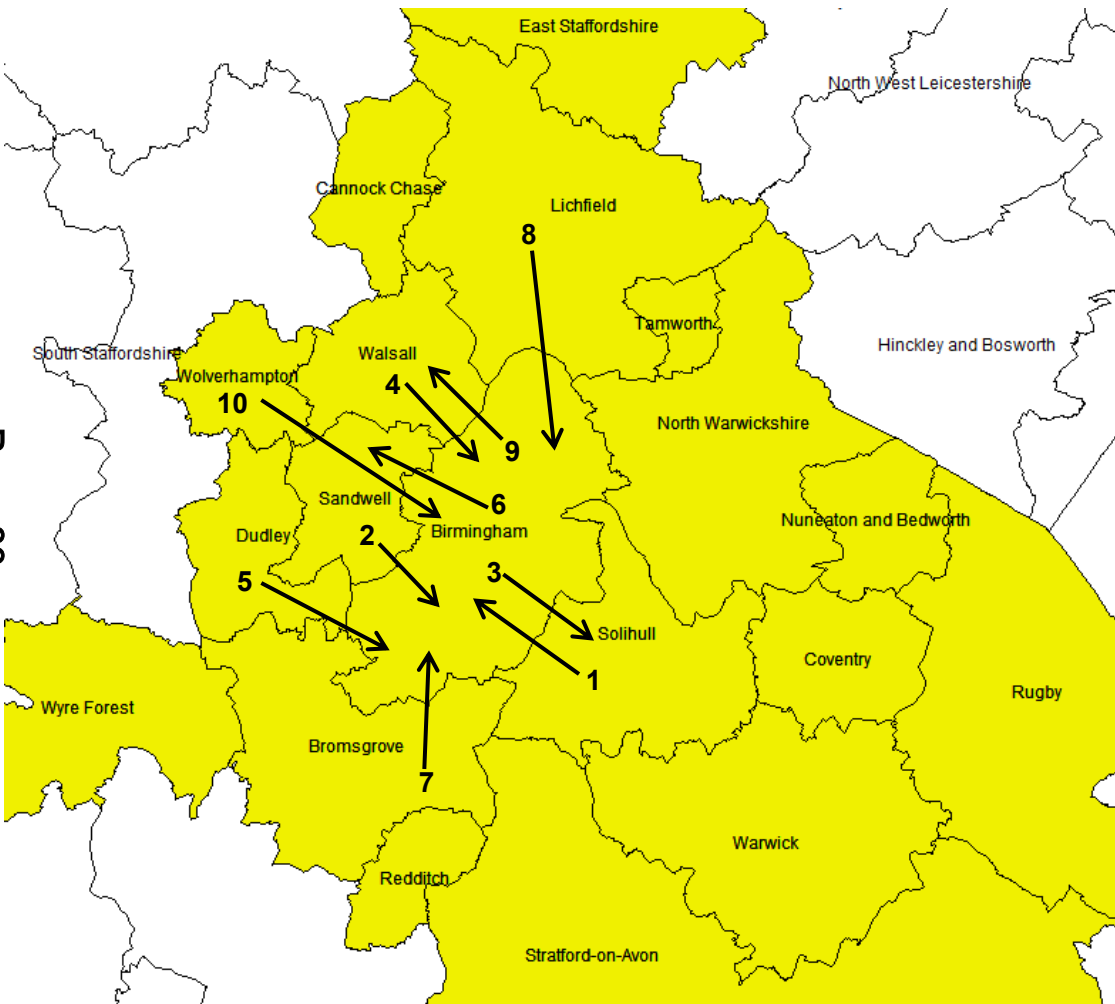 East Staffordshire
North West Leicestershire
Cannock Chase
Lichfield
8
Tamworth
South Staffordshire
Walsall
Hinckley and Bosworth
Wolverhampton
4
10
North Warwickshire
9
Sandwell
6
Nuneaton and Bedworth
Birmingham
Dudley
2
3
5
Solihull
Coventry
1
Rugby
Wyre Forest
Bromsgrove
7
Warwick
Redditch
Stratford-on-Avon